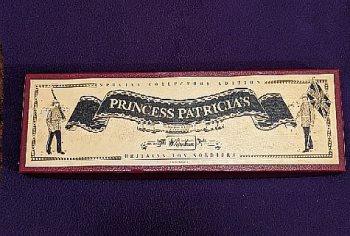 SPECIAL COLLECTORS EDITION
PRINCESS PATRICIA'S
BRITAINS TOY SOLDIERS